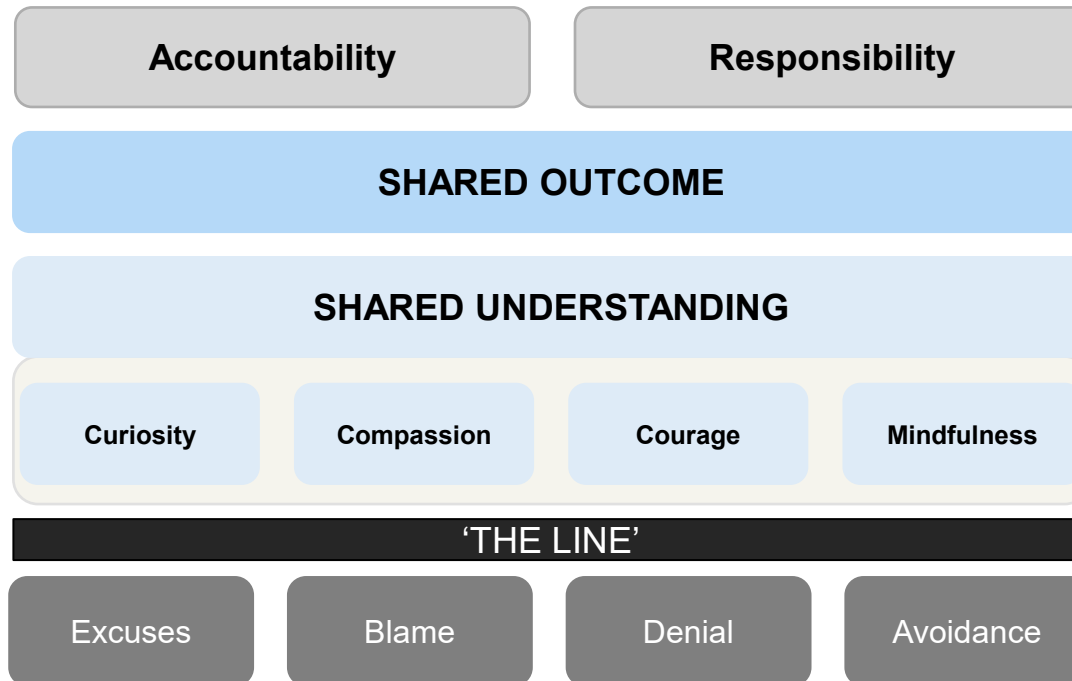 Accountability
Responsibility
SHARED OUTCOME
SHARED UNDERSTANDING
Curiosity
Compassion
Courage
Mindfulness
‘THE LINE’
Excuses
Blame
Denial
Avoidance